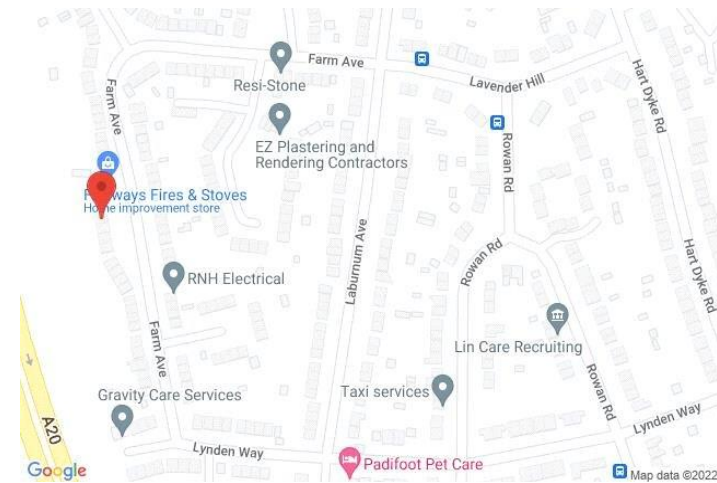 Farm Ave
Resi-Stone
Lavender Hill
Hart Dyke Rd
Farm Ave
EZ Plastering and
Rendering Contractors
Rowan Rd
ways Fires & Stoves
Home improvement store
Laburnum Ave
Rowan Rd
Hart Dyke Rd
RNH Electrical
Farm Ave
Lin Care Recruiting
Gravity Care Services
Taxi services
Rowan Rd
A20
Lynden Way
Lynden Way
Padifoot Pet Care
Google
Map data ©2022